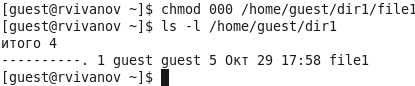 [guest@rvivanov ~]$ chmod 000 /home/guest/dir1/file1
[guest@rvivanov ~]$ ls -l /home/guest/dir1
итого 4
----------. 1 guest guest 5 Окт 29 17:58 file1
[guest@rvivanov ~]$